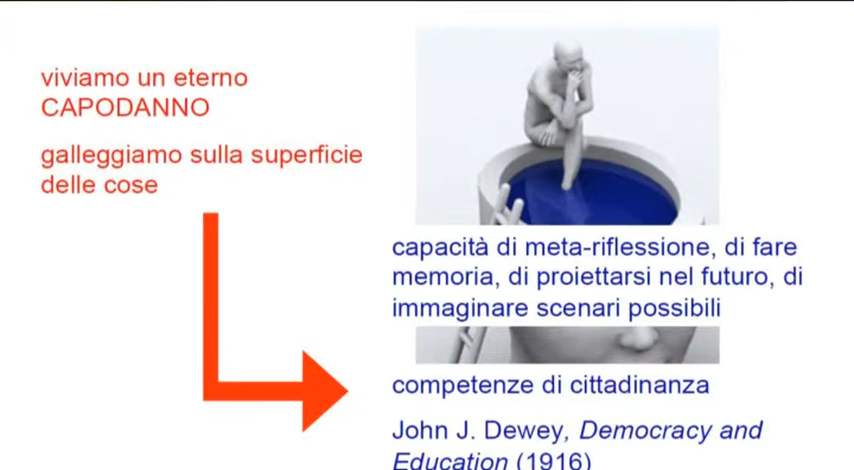 viviamo un eterno
CAPODANNO
galleggiamo sulla superficie
delle cose
capacità di meta-riflessione, di fare
memoria, di proiettarsi nel futuro, di
immaginare scenari possibili
competenze di cittadinanza
John J. Dewey, Democracy and
Education (1916)